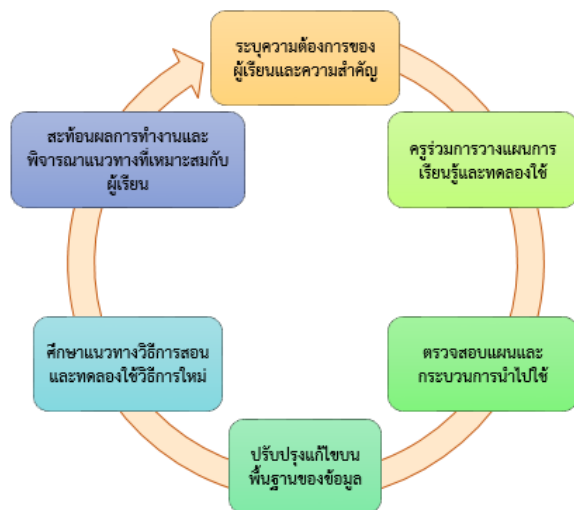 ระบุความต้องการของ
ผู้เรียนและความสำคัญ
ครูร่วมการวางแผนการ
เรียนรู้และทดลองใช้
ตรวจสอบแผนและ
กระบวนการนำไปใช้
ปรับปรุงแก้ไขบน
พื้นฐานของข้อมูล
ศึกษาแนวทางวิธีการสอน
และทดลองใช้วิธีการใหม่
สะท้อนผลการทำงานและ
พิจารณาแนวทางที่เหมาะสมกับ
ผู้เรียน